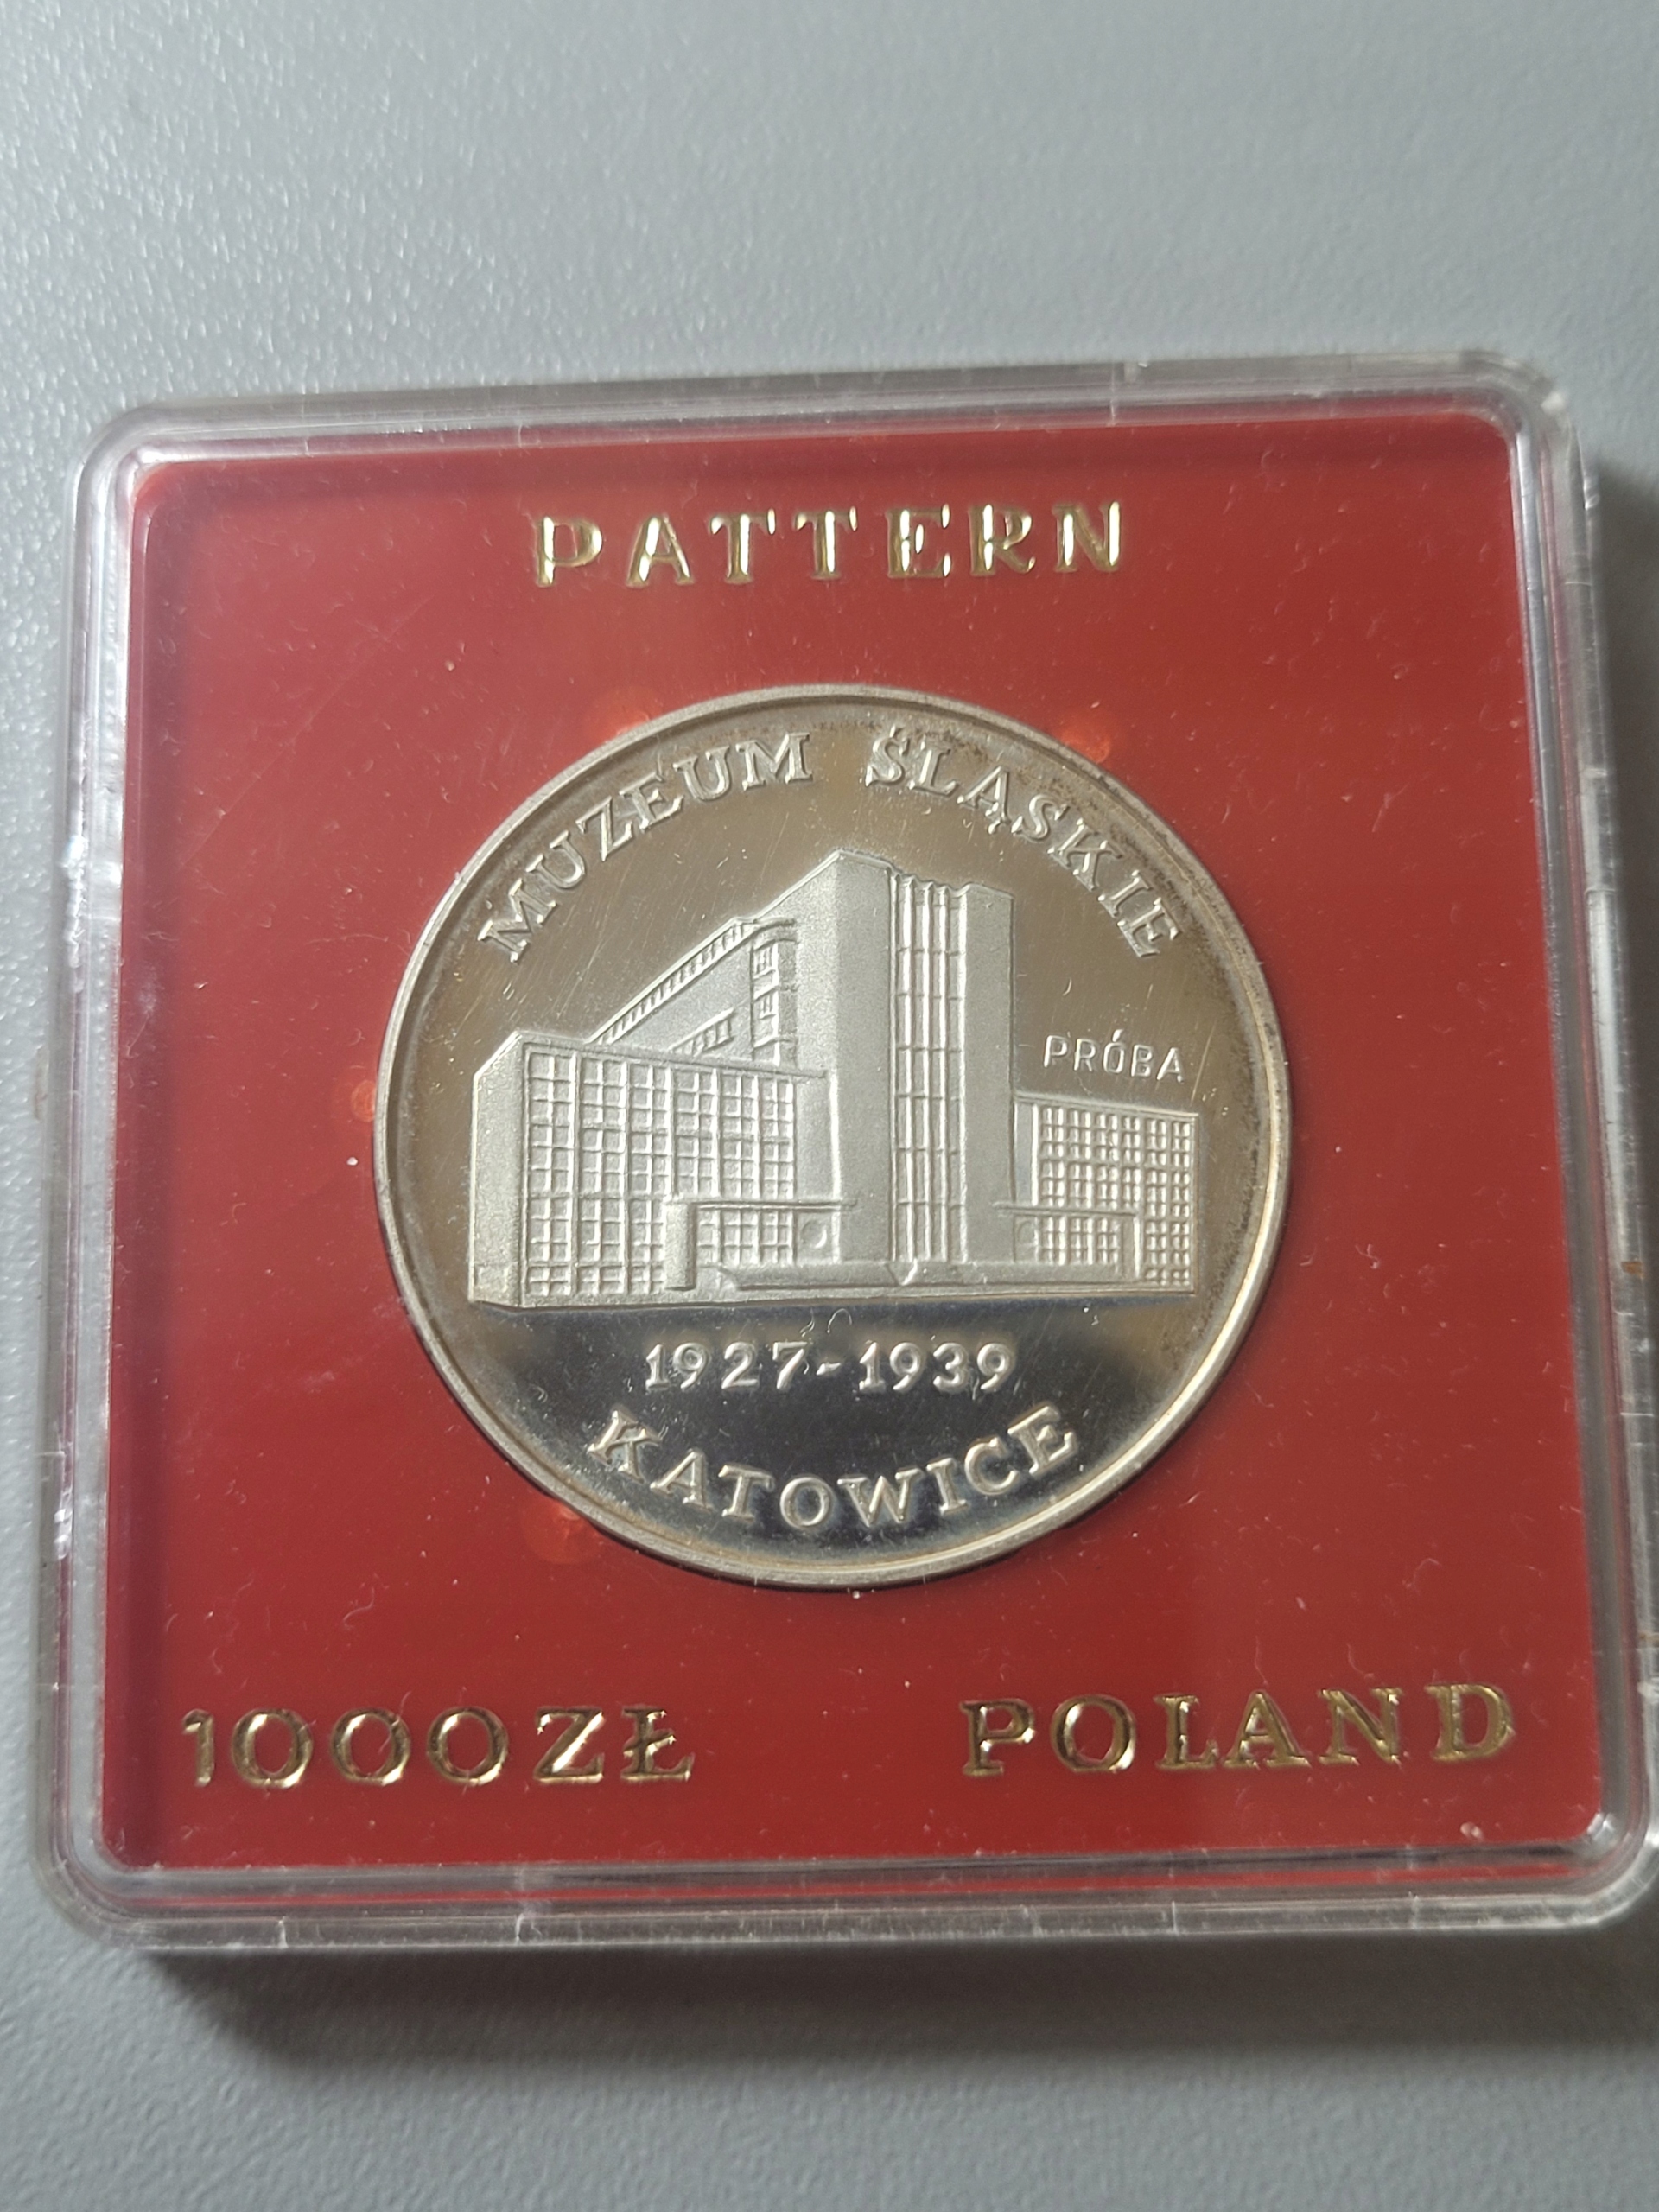 PATTERN
MUZEUM ŚLĄSKIE
PRÓBA
1927-1939
KATOWICE
1000ZŁ POLAND